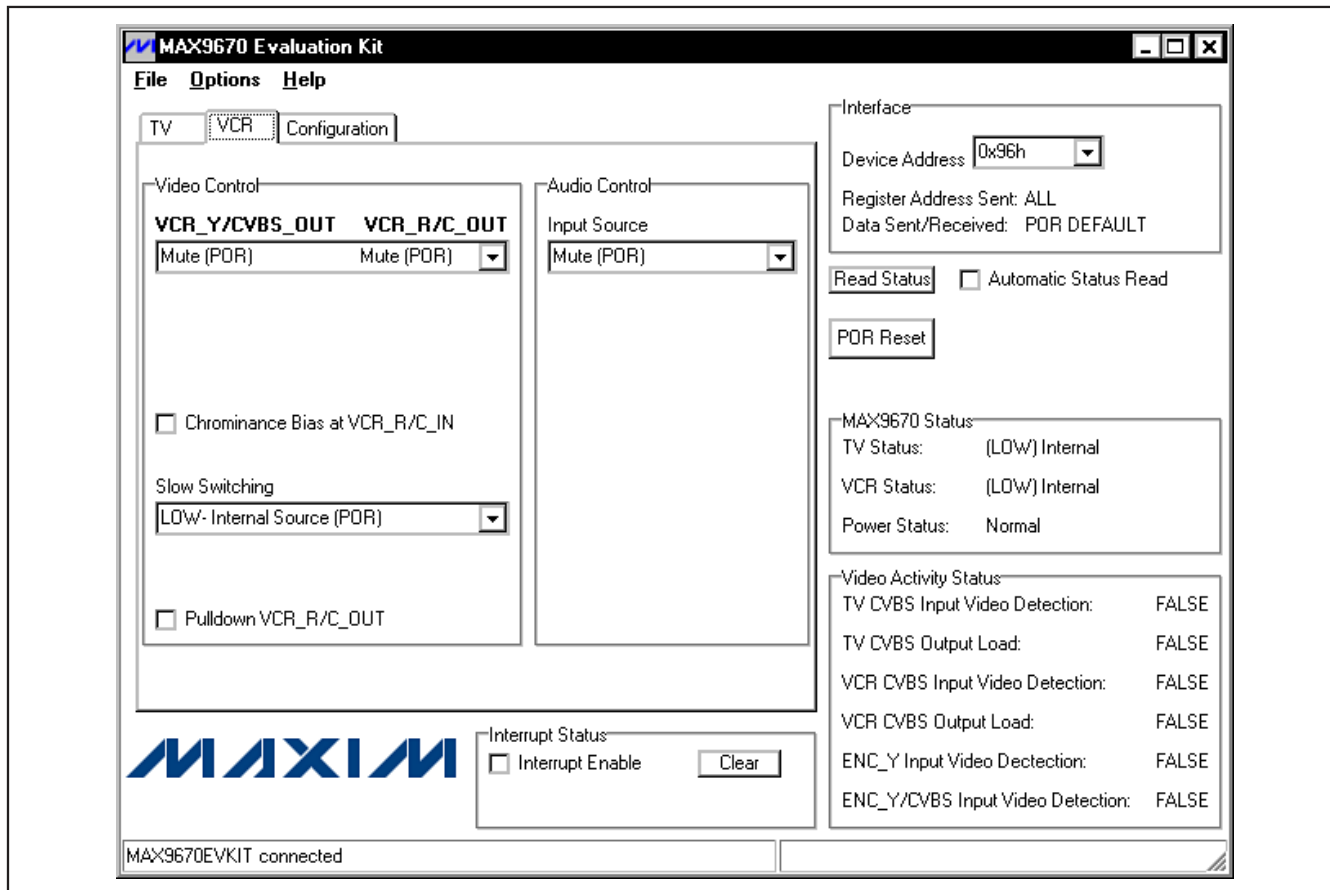 MAX9670 Evaluation Kit
File Options Help
TV VCR Configuration
Video Control
VCR_Y/CVBS_OUT VCR_R/C_OUT
Mute (POR) Mute (POR)
Chrominance Bias at VCR_R/C_IN
Slow Switching
LOW- Internal Source (POR)
Pulldown VCR_R/C_OUT
Audio Control
Input Source
Mute (POR)
Interface
Device Address 0x96h
Register Address Sent: ALL
Data Sent/Received: POR DEFAULT
Read Status Automatic Status Read
POR Reset
MAX9670 Status
TV Status: (LOW) Internal
VCR Status: (LOW) Internal
Power Status: Normal
Video Activity Status
TV CVBS Input Video Detection: FALSE
TV CVBS Output Load: FALSE
VCR CVBS Input Video Detection: FALSE
VCR CVBS Output Load: FALSE
ENC_Y Input Video Dectection: FALSE
ENC_Y/CVBS Input Video Detection: FALSE
MAXIM
Interrupt Status
Interrupt Enable Clear
MAX9670EVKIT connected